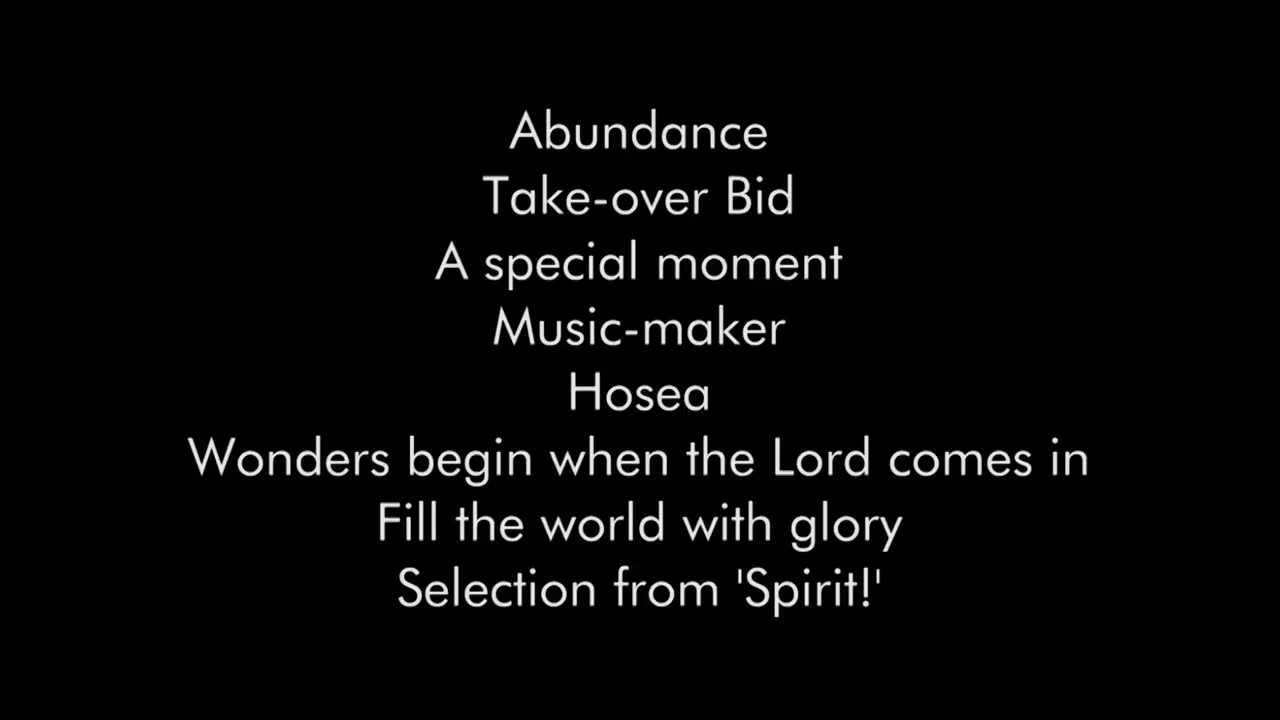 Abundance
Take-over Bid
A special moment
Music-maker
Hosea
Wonders begin when the Lord comes in
Fill the world with glory
Selection from 'Spirit!'